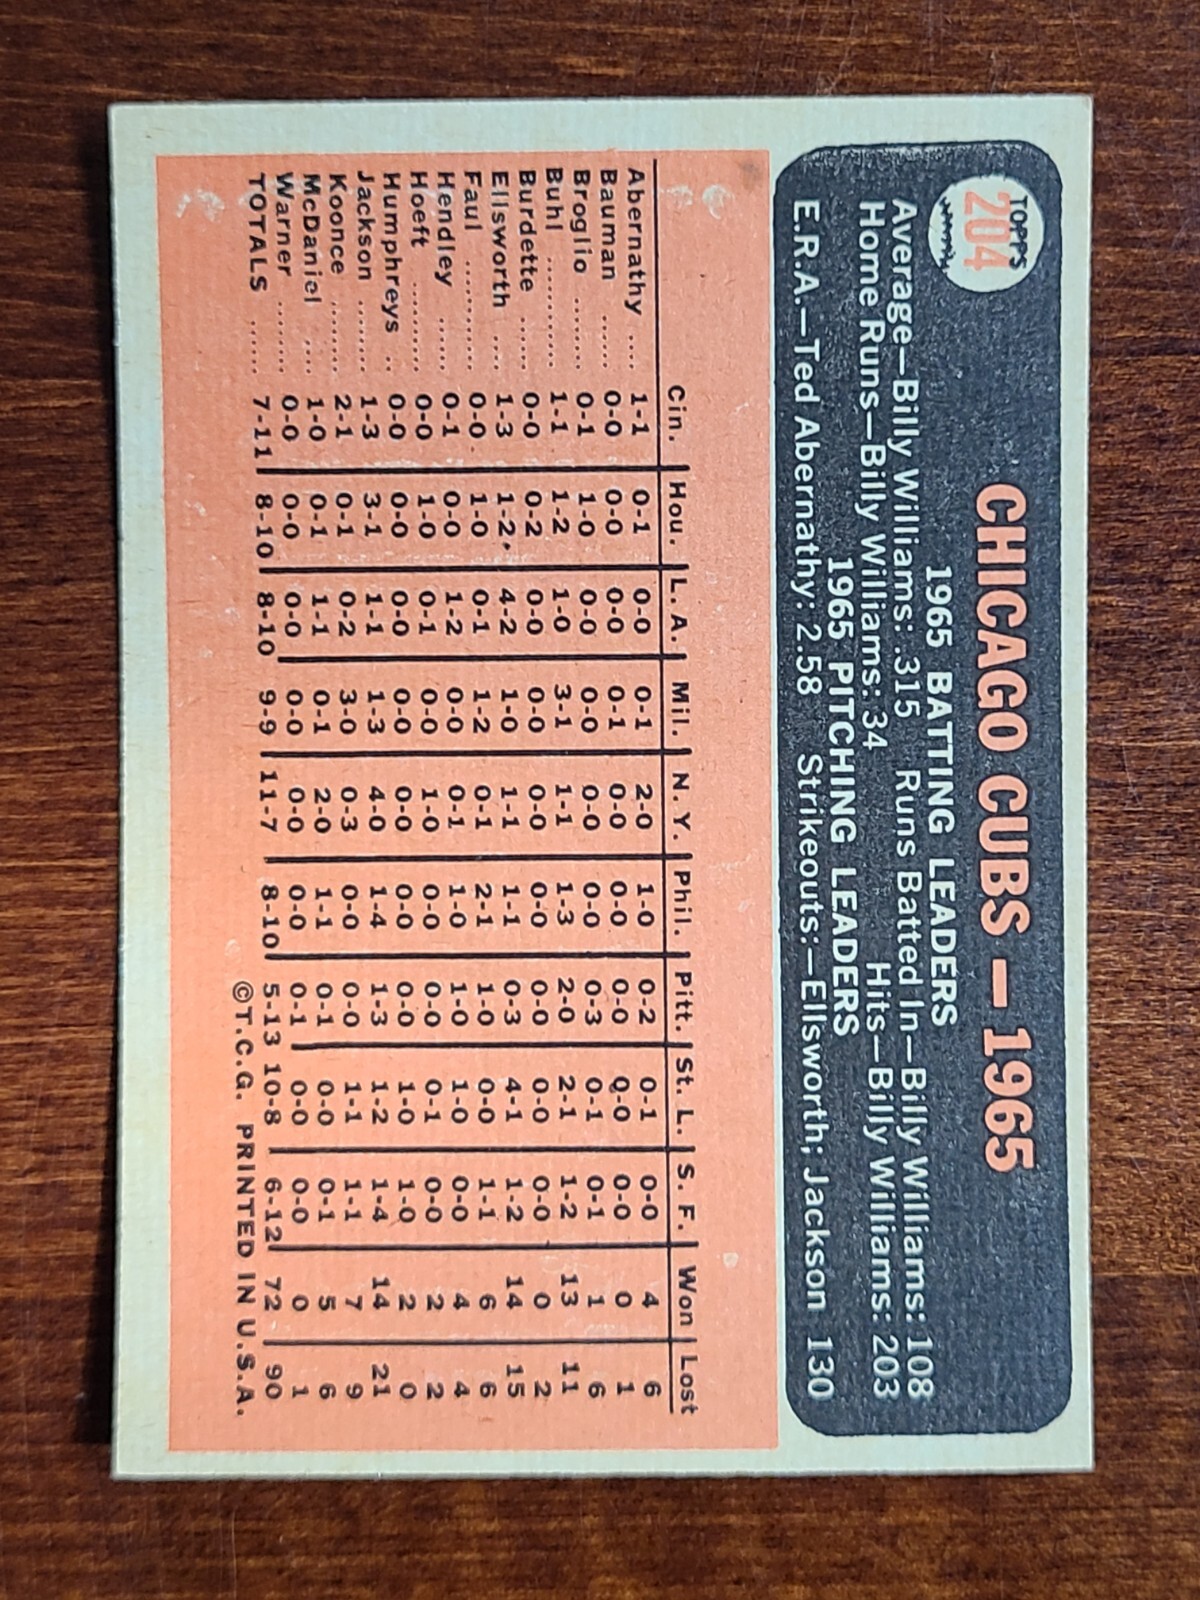 TOPPS
204
CHICAGO CUBS — 1965
1965 BATTING LEADERS
Average—Billy Williams: .315 Runs Batted In—Billy Williams: 108
Home Runs—Billy Williams: 34 Hits—Billy Williams: 203
1965 PITCHING LEADERS
E.R.A.—Ted Abernathy: 2.58 Strikeouts:—Ellsworth; Jackson 130
Cin. Hou. L. A. Mil. N. Y. Phil. Pitt. St. L. S. F. Won Lost
Abernathy .... 1-1 0-1 0-0 0-1 2-0 1-0 0-2 0-1 0-0 4 6
Bauman ...... 0-0 0-0 0-0 0-1 0-0 0-0 0-0 0-0 0-0 0 1
Broglio ........ 0-1 1-0 0-0 0-0 0-0 0-0 0-3 0-1 0-1 1 6
Buhl .......... 1-1 1-2 1-0 3-1 1-1 1-3 2-0 2-1 1-2 13 11
Burdette ...... 0-0 0-2 0-0 0-0 0-0 0-0 0-0 0-0 0-0 0 2
Ellsworth .... 1-3 1-2 4-2 1-0 1-1 1-1 0-3 4-1 1-2 14 15
Faul ............ 0-0 1-0 0-1 1-2 0-1 2-1 1-0 0-0 1-1 6 6
Hendley ...... 0-1 0-0 1-2 0-0 0-1 1-0 1-0 1-0 0-0 4 4
Hoeft .......... 0-0 1-0 0-1 0-0 1-0 0-0 0-0 0-1 0-0 2 2
Humphreys .. 0-0 0-0 0-0 0-0 0-0 0-0 0-0 1-0 1-0 2 0
Jackson ....... 1-3 3-1 1-1 1-3 4-0 1-4 1-3 1-2 1-4 14 21
Koonce ....... 2-1 0-1 0-2 3-0 0-3 0-0 0-0 1-1 1-1 7 9
McDaniel .... 1-0 0-1 1-1 0-1 2-0 1-1 0-1 0-0 0-1 5 6
Warner ....... 0-0 0-0 0-0 0-0 0-0 0-0 0-1 0-0 0-0 0 1
TOTALS ...... 7-11 8-10 8-10 9-9 11-7 8-10 5-13 10-8 6-12 72 90
©T.C.G. PRINTED IN U.S.A.